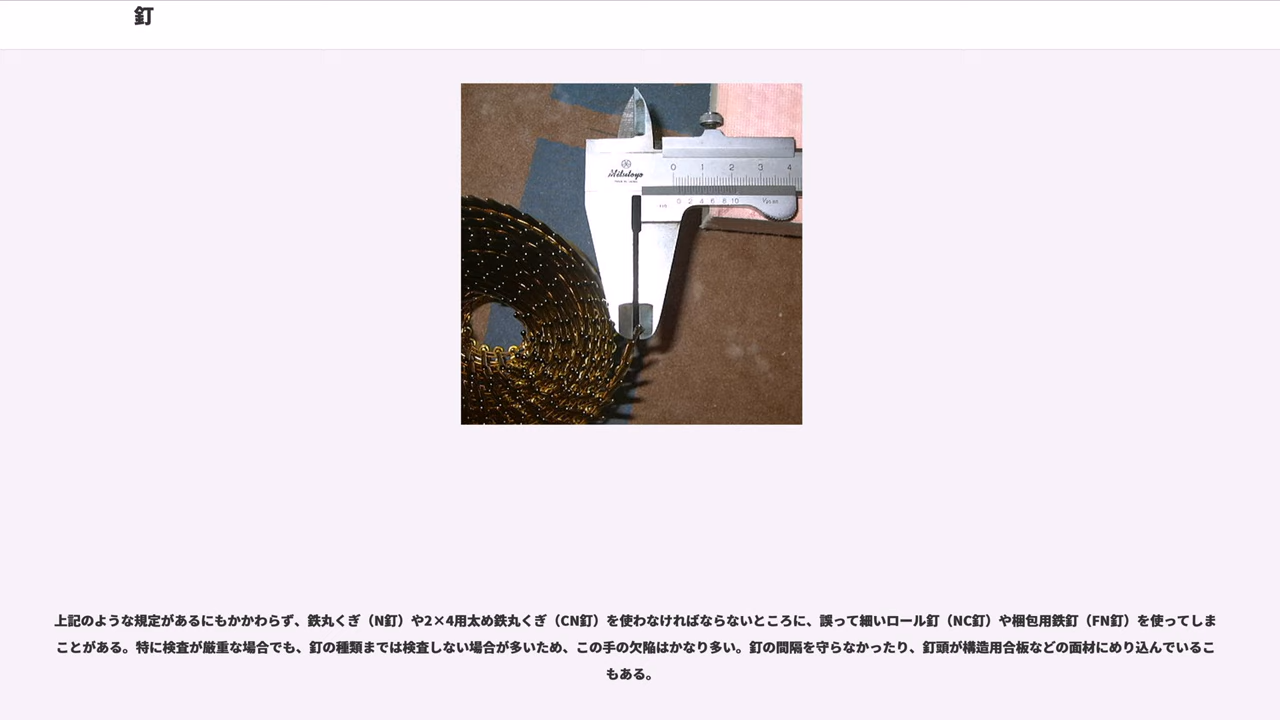 釘
Mitutoyo
0 1 2 3 4
0 2 4 6 8 10
上記のような規定があるにもかかわらず、鉄丸くぎ（N釘）や2×4用太め鉄丸くぎ（CN釘）を使わなければならないところに、誤って細いロール釘（NC釘）や梱包用鉄釘（FN釘）を使ってしま
ことがある。特に検査が厳重な場合でも、釘の種類までは検査しない場合が多いため、この手の欠陥はかなり多い。釘の間隔を守らなかったり、釘頭が構造用合板などの面材にめり込んでいるこ
もある。